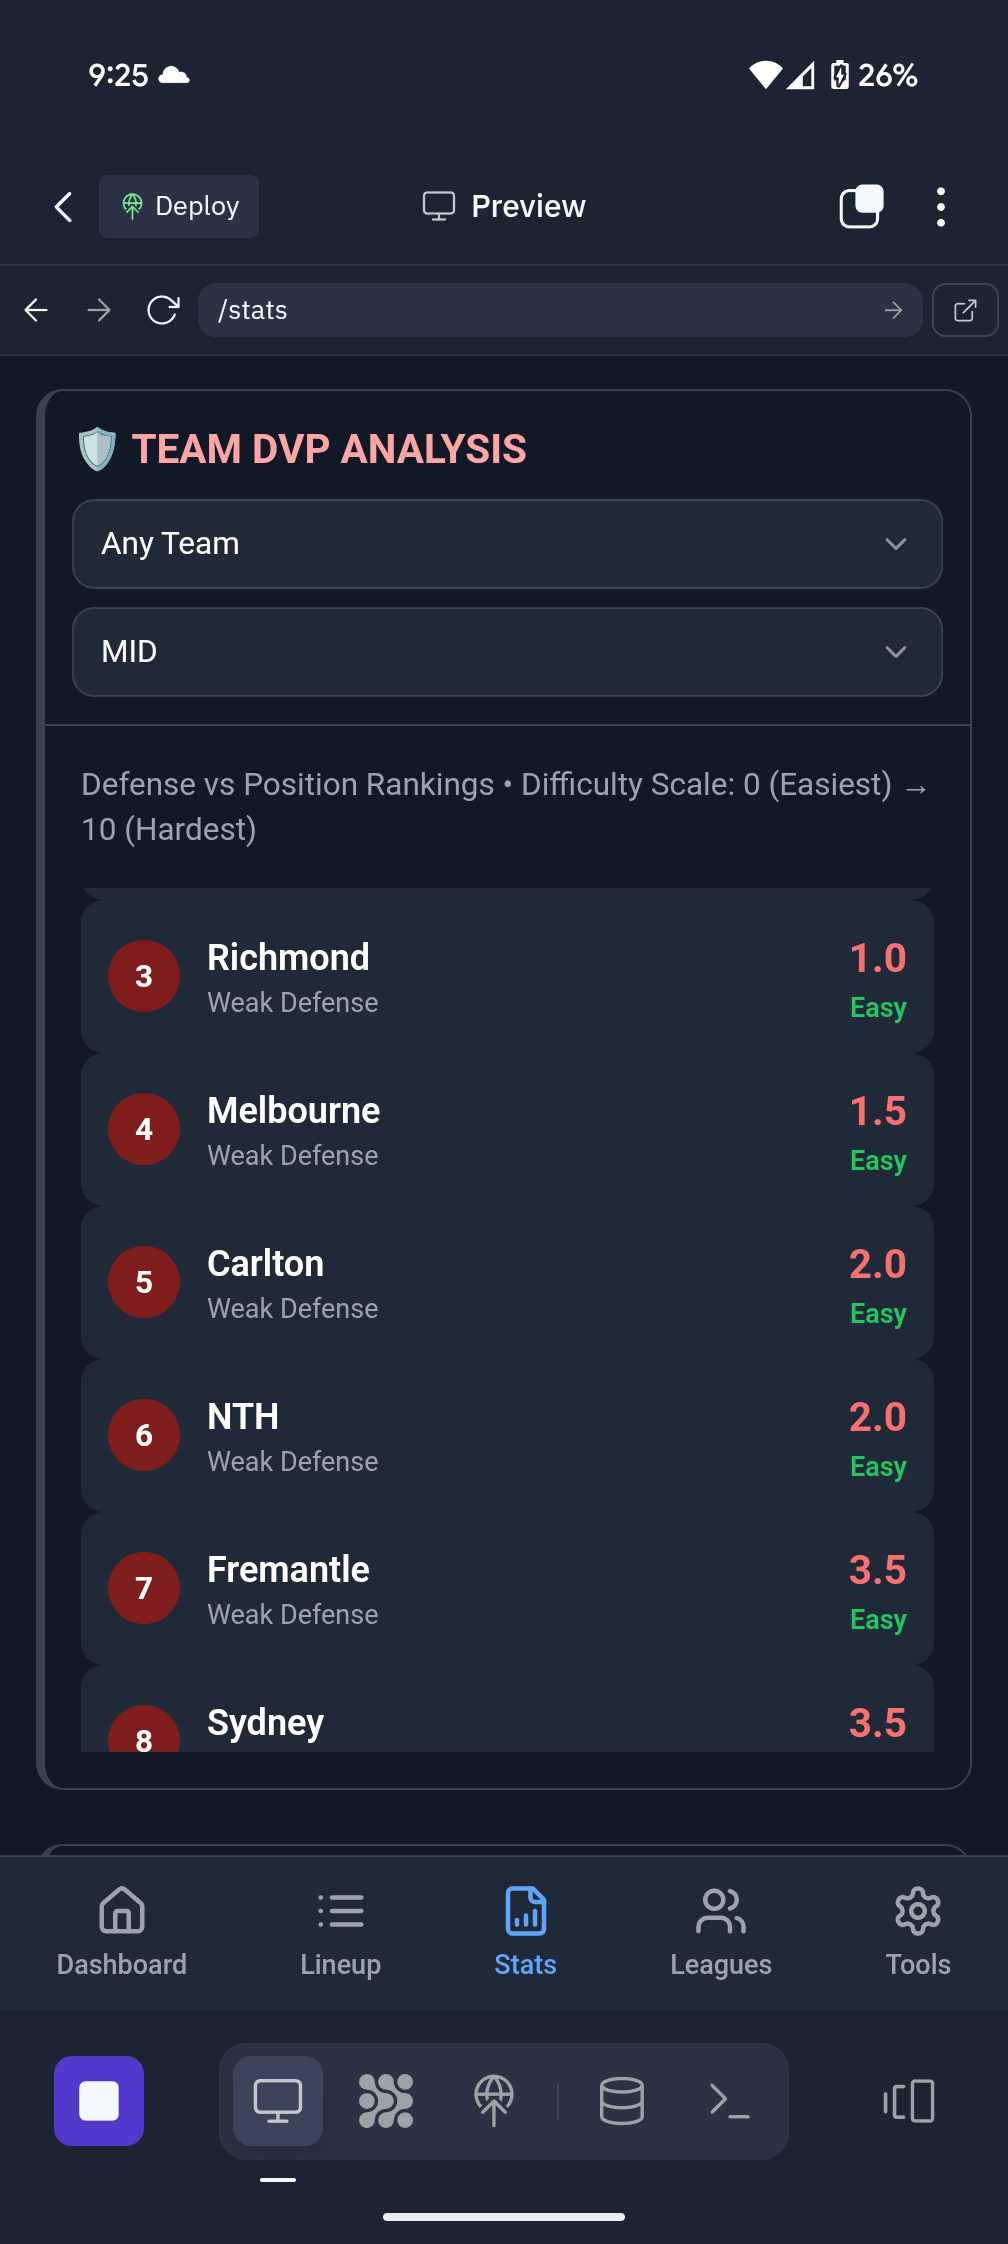 9:25
26%
Deploy
Preview
/stats
🛡️ TEAM DVP ANALYSIS
Any Team
MID
Defense vs Position Rankings • Difficulty Scale: 0 (Easiest) →
10 (Hardest)
3
Richmond
Weak Defense
1.0
Easy
4
Melbourne
Weak Defense
1.5
Easy
5
Carlton
Weak Defense
2.0
Easy
6
NTH
Weak Defense
2.0
Easy
7
Fremantle
Weak Defense
3.5
Easy
8
Sydney
3.5
Dashboard
Lineup
Stats
Leagues
Tools